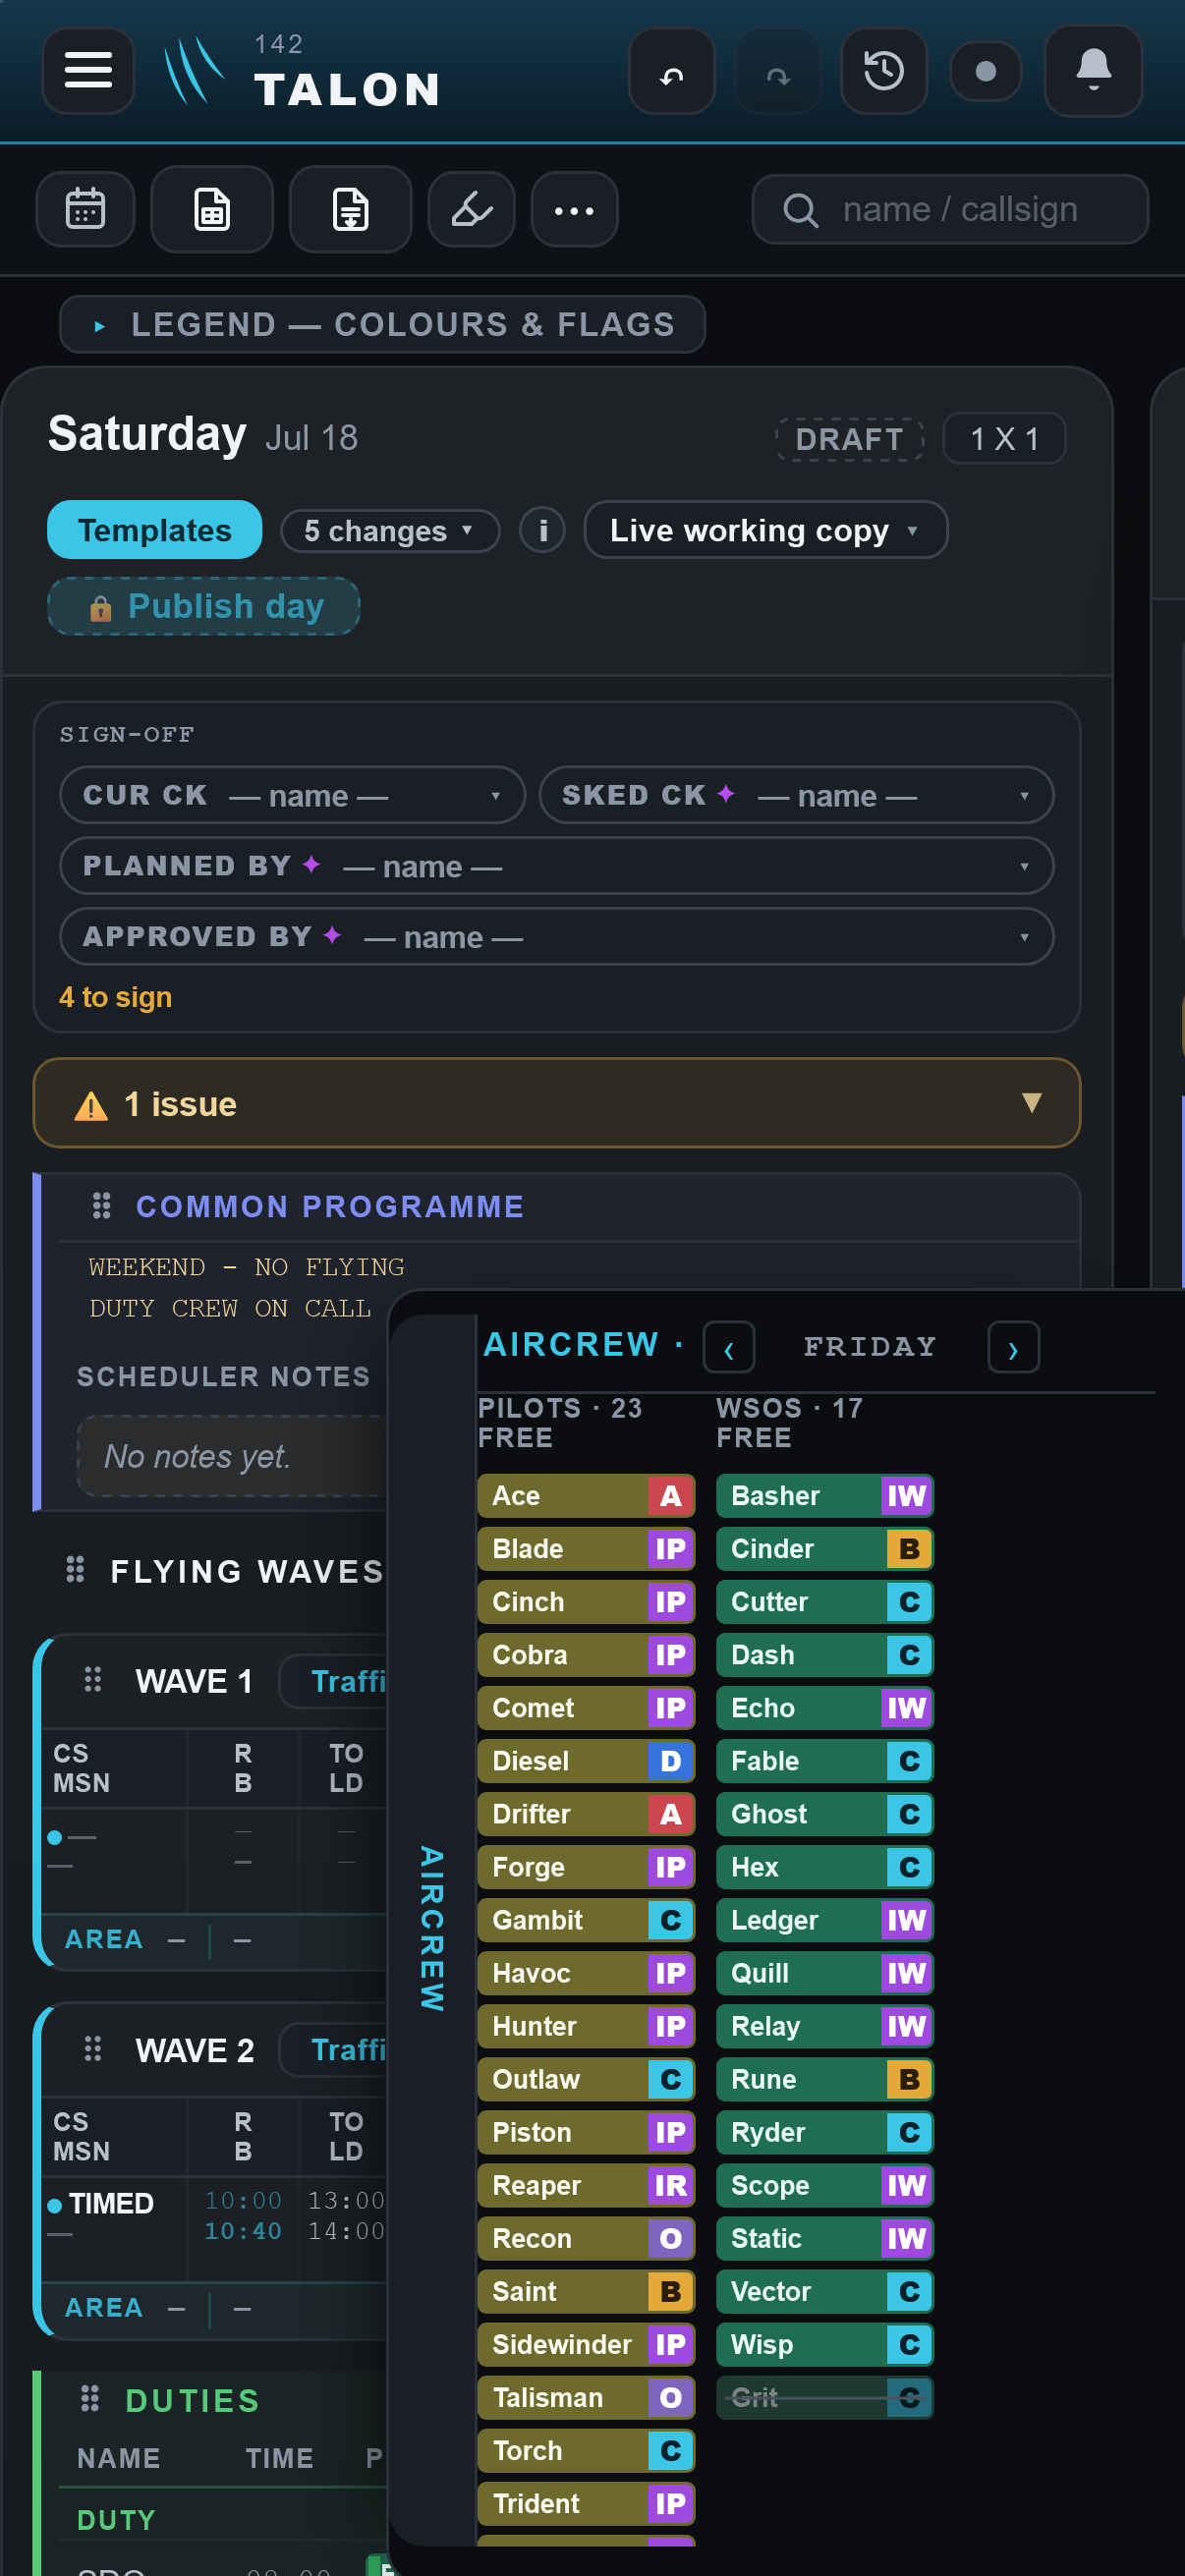 142
TALON
name / callsign
LEGEND — COLOURS & FLAGS
Saturday Jul 18
DRAFT
1 X 1
Templates
5 changes
i
Live working copy
Publish day
SIGN-OFF
CUR CK — name —
SKED CK — name —
PLANNED BY — name —
APPROVED BY — name —
4 to sign
1 issue
COMMON PROGRAMME
WEEKEND - NO FLYING
DUTY CREW ON CALL
SCHEDULER NOTES
No notes yet.
FLYING WAVES
WAVE 1
Traffi
CS R TO
MSN B LD
— — —
— — —
AREA — —
WAVE 2
Traffi
CS R TO
MSN B LD
TIMED 10:00 13:00
— 10:40 14:00
AREA — —
DUTIES
NAME TIME P
DUTY
AIRCREW
AIRCREW · ‹ FRIDAY ›
PILOTS · 23 FREE
Ace A
Blade IP
Cinch IP
Cobra IP
Comet IP
Diesel D
Drifter A
Forge IP
Gambit C
Havoc IP
Hunter IP
Outlaw C
Piston IP
Reaper IR
Recon O
Saint B
Sidewinder IP
Talisman O
Torch C
Trident IP
WSOS · 17 FREE
Basher IW
Cinder B
Cutter C
Dash C
Echo IW
Fable C
Ghost C
Hex C
Ledger IW
Quill IW
Relay IW
Rune B
Ryder C
Scope IW
Static IW
Vector C
Wisp C
Grit C